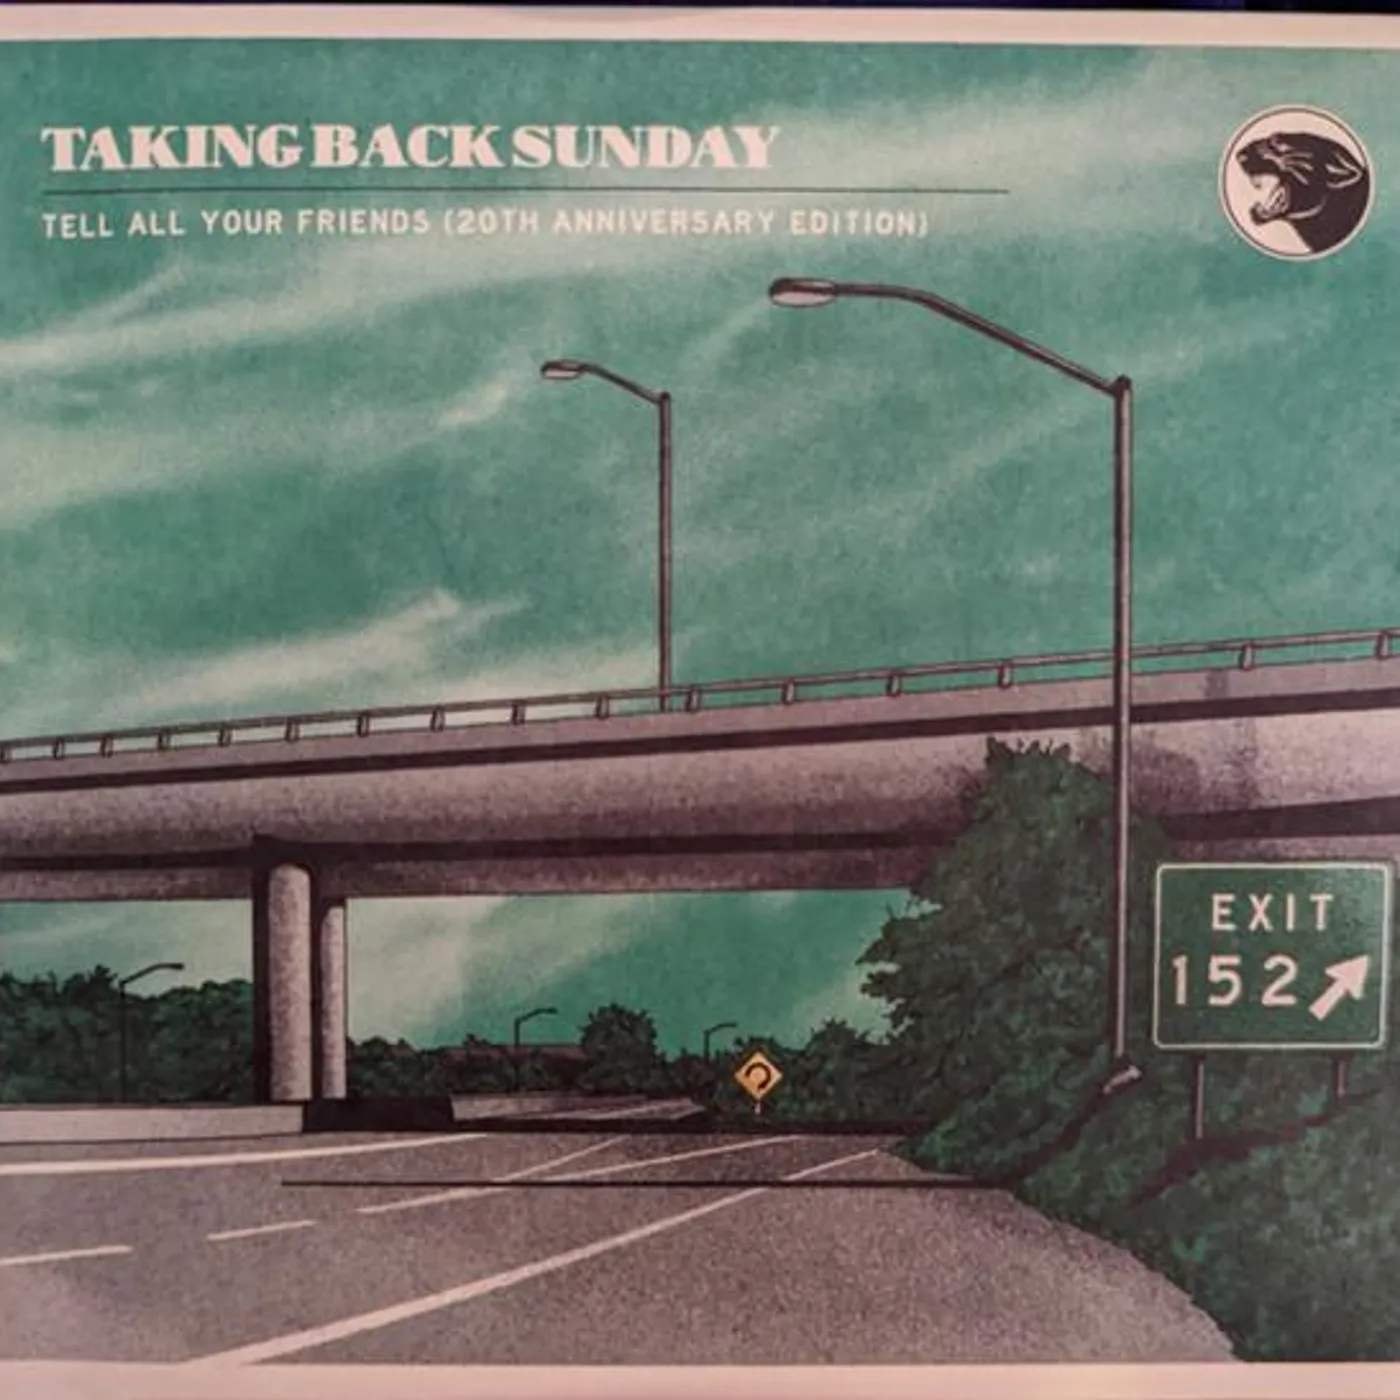 TAKING BACK SUNDAY
TELL ALL YOUR FRIENDS (20TH ANNIVERSARY EDITION)
EXIT
152